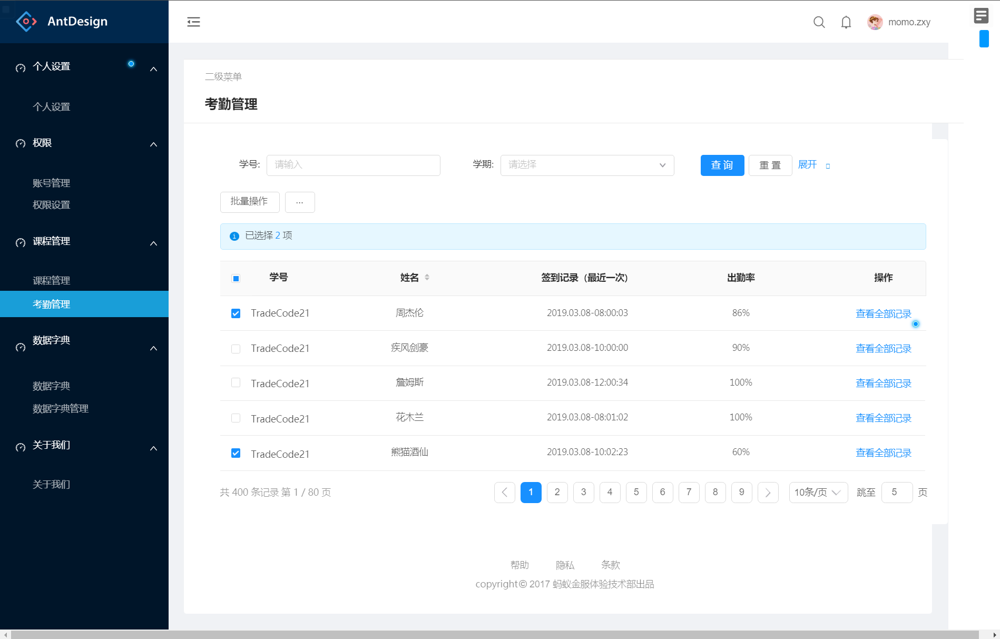 AntDesign
momo.zxy
个人设置
个人设置
权限
账号管理
权限设置
课程管理
课程管理
考勤管理
数据字典
数据字典
数据字典管理
关于我们
关于我们
二级菜单
考勤管理
学号: 请输入 学期: 请选择 查 询 重 置 展开
批量操作 ...
已选择 2 项
学号 姓名 签到记录（最近一次） 出勤率 操作
TradeCode21 周杰伦 2019.03.08-08:00:03 86% 查看全部记录
TradeCode21 疾风剑豪 2019.03.08-10:00:00 90% 查看全部记录
TradeCode21 詹姆斯 2019.03.08-12:00:34 100% 查看全部记录
TradeCode21 花木兰 2019.03.08-08:01:02 100% 查看全部记录
TradeCode21 熊猫酒仙 2019.03.08-10:02:23 60% 查看全部记录
共 400 条记录 第 1 / 80 页 1 2 3 4 5 6 7 8 9 10条/页 跳至 5 页
帮助 隐私 条款
copyright© 2017 蚂蚁金服体验技术部出品